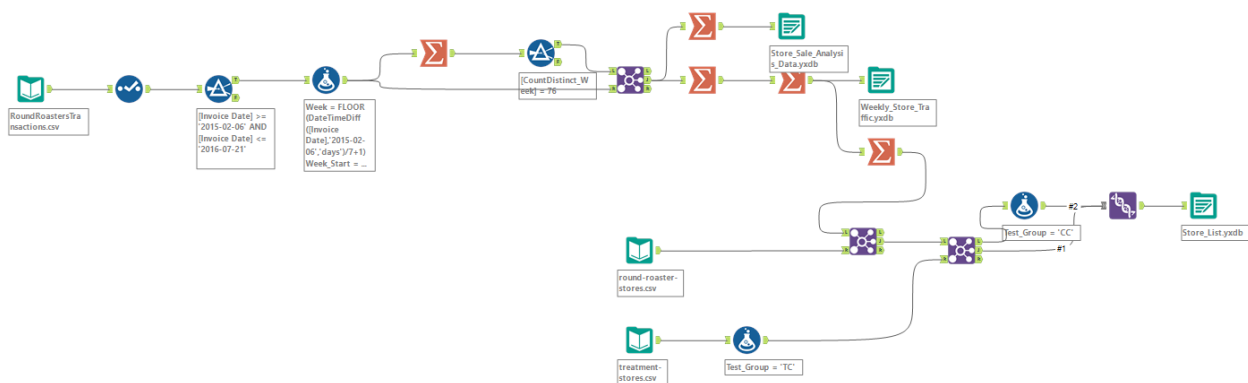 RoundRoastersTra
nsactions.csv
[Invoice Date] >=
'2015-02-06' AND
[Invoice Date] <=
'2016-07-21'
Week = FLOOR
(DateTimeDiff
([Invoice
Date],'2015-02-
06','days')/7+1)
Week_Start = ...
[CountDistinct_W
eek] = 76
Store_Sale_Analysi
s_Data.yxdb
Weekly_Store_Tra
ffic.yxdb
round-roaster-
stores.csv
treatment-
stores.csv
Test_Group = 'TC'
Test_Group = 'CC'
#2
#1
Store_List.yxdb